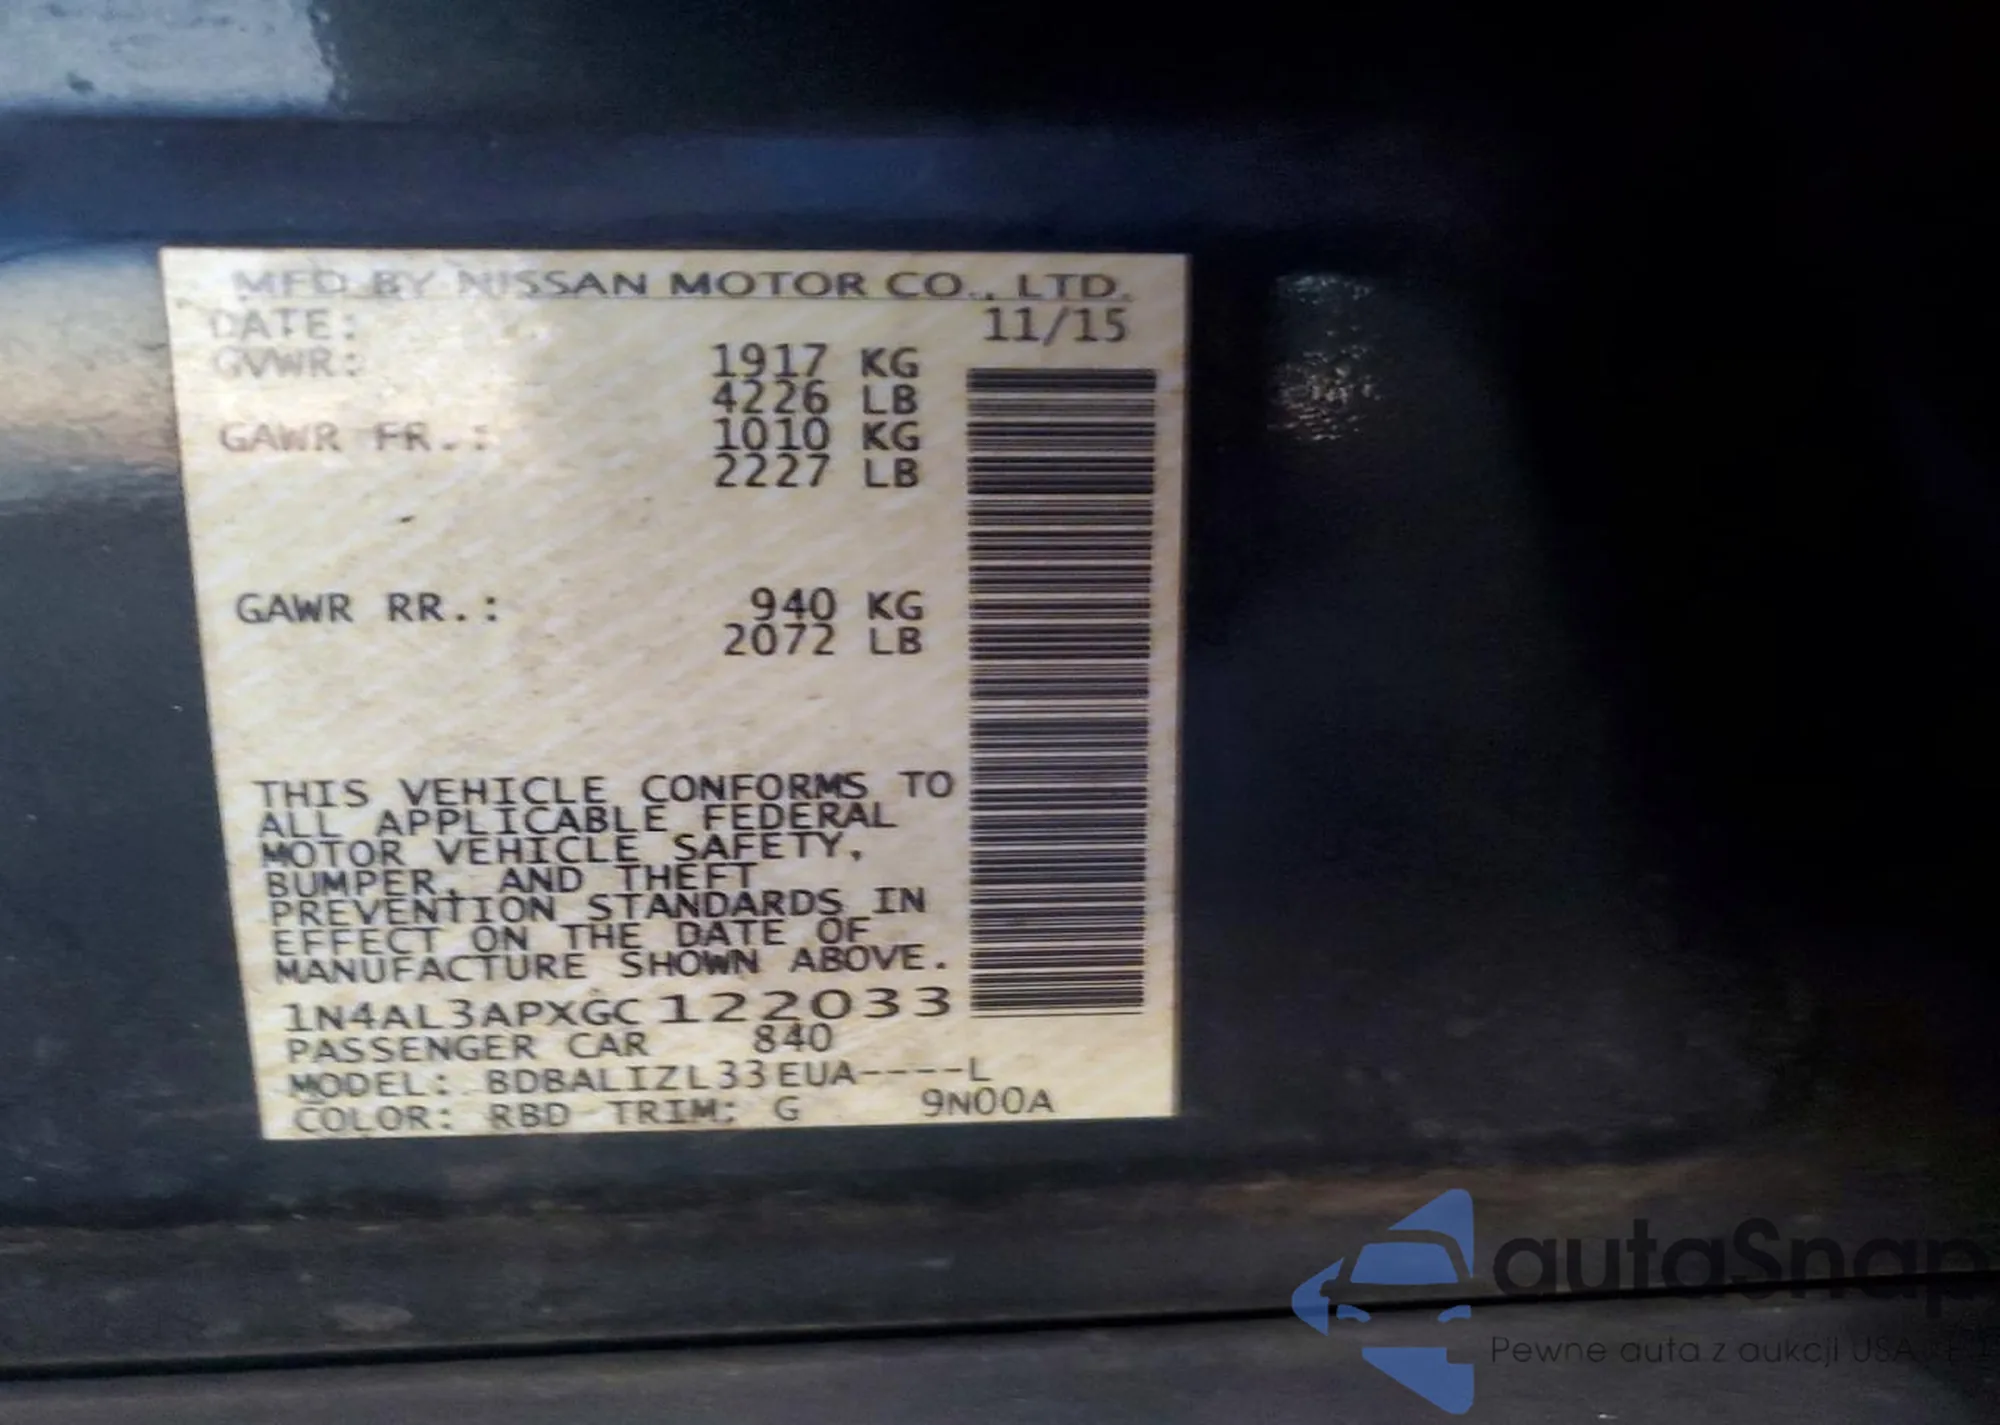 MFD BY NISSAN MOTOR CO., LTD.
DATE: 11/15
GVWR: 1917 KG
4226 LB
GAWR FR.: 1010 KG
2227 LB
GAWR RR.: 940 KG
2072 LB
THIS VEHICLE CONFORMS TO
ALL APPLICABLE FEDERAL
MOTOR VEHICLE SAFETY,
BUMPER, AND THEFT
PREVENTION STANDARDS IN
EFFECT ON THE DATE OF
MANUFACTURE SHOWN ABOVE.
1N4AL3APXGC122033
PASSENGER CAR 840
MODEL: BDBALIZL33EUA----L
COLOR: RBD TRIM: G 9N00A
autaSnap
Pewne auta z aukcji USA